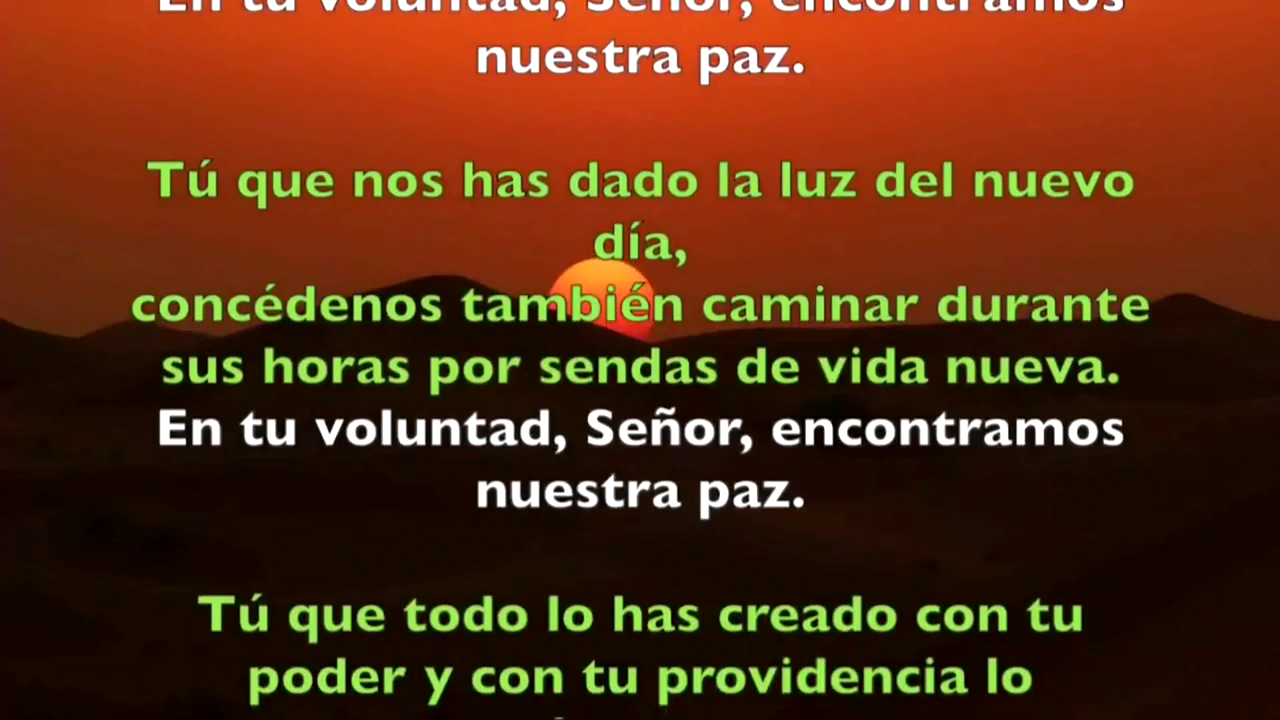 En tu voluntad, Señor, encontramos
nuestra paz.
Tú que nos has dado la luz del nuevo
día,
concédenos también caminar durante
sus horas por sendas de vida nueva.
En tu voluntad, Señor, encontramos
nuestra paz.
Tú que todo lo has creado con tu
poder y con tu providencia lo